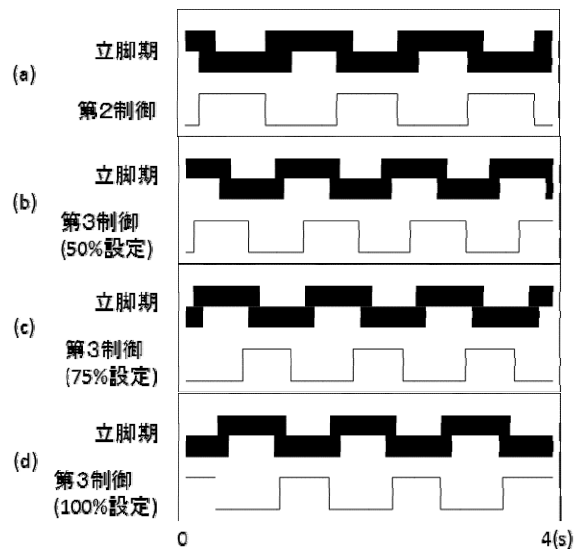 (a)
立脚期
第2制御
(b)
立脚期
第3制御
(50%設定)
(c)
立脚期
第3制御
(75%設定)
(d)
立脚期
第3制御
(100%設定)
0
4(s)